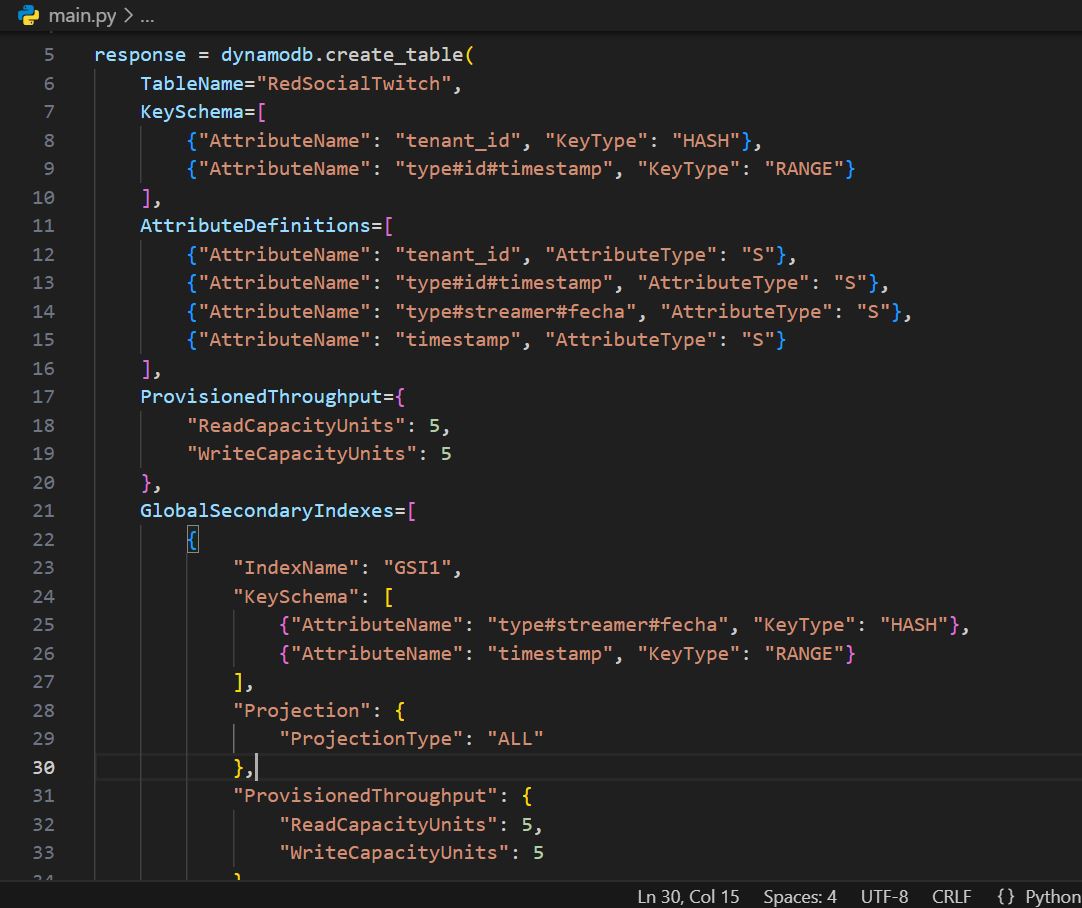 main.py > ...
5 response = dynamodb.create_table(
6     TableName="RedSocialTwitch",
7     KeySchema=[
8         {"AttributeName": "tenant_id", "KeyType": "HASH"},
9         {"AttributeName": "type#id#timestamp", "KeyType": "RANGE"}
10     ],
11     AttributeDefinitions=[
12         {"AttributeName": "tenant_id", "AttributeType": "S"},
13         {"AttributeName": "type#id#timestamp", "AttributeType": "S"},
14         {"AttributeName": "type#streamer#fecha", "AttributeType": "S"},
15         {"AttributeName": "timestamp", "AttributeType": "S"}
16     ],
17     ProvisionedThroughput={
18         "ReadCapacityUnits": 5,
19         "WriteCapacityUnits": 5
20     },
21     GlobalSecondaryIndexes=[
22         {
23             "IndexName": "GSI1",
24             "KeySchema": [
25                 {"AttributeName": "type#streamer#fecha", "KeyType": "HASH"},
26                 {"AttributeName": "timestamp", "KeyType": "RANGE"}
27             ],
28             "Projection": {
29                 "ProjectionType": "ALL"
30             },
31             "ProvisionedThroughput": {
32                 "ReadCapacityUnits": 5,
33                 "WriteCapacityUnits": 5
34             }
Ln 30, Col 15 Spaces: 4 UTF-8 CRLF {} Python